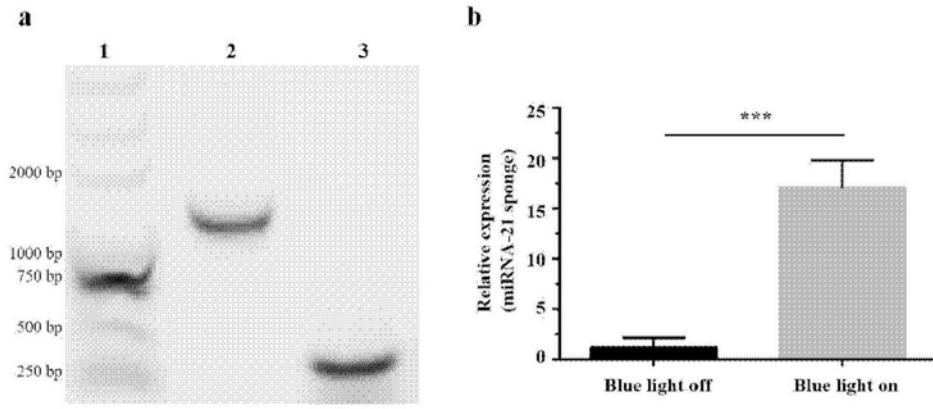 a
1 2 3
2000 bp
1000 bp
750 bp
500 bp
250 bp
b
Relative expression
(miRNA-21 sponge)
25
20
15
10
5
0
***
Blue light off
Blue light on